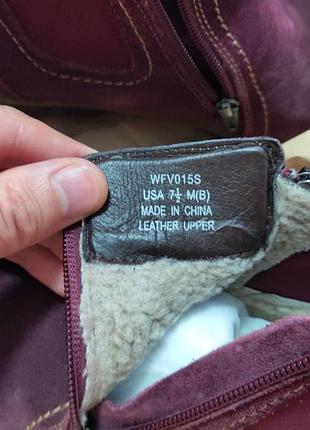 WFV015S
USA 7½ M(B)
MADE IN CHINA
LEATHER UPPER